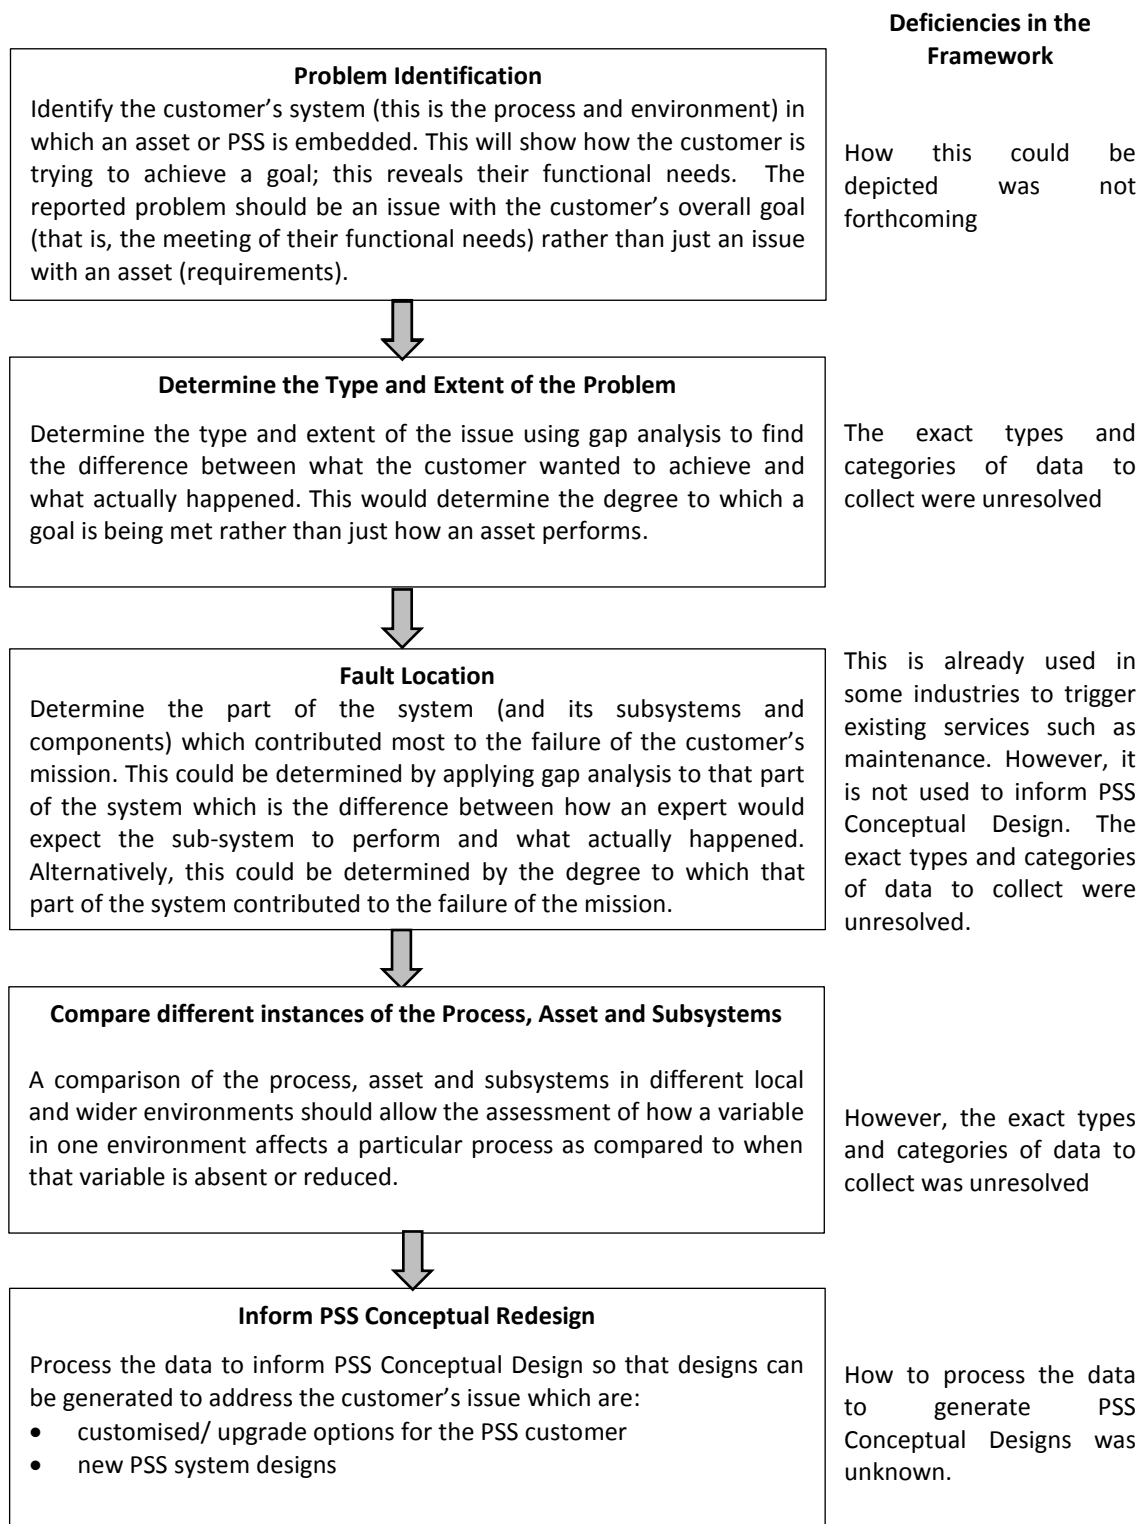 Deficiencies in the
Framework
Problem Identification
Identify the customer’s system (this is the process and environment) in
which an asset or PSS is embedded. This will show how the customer is
trying to achieve a goal; this reveals their functional needs. The
reported problem should be an issue with the customer’s overall goal
(that is, the meeting of their functional needs) rather than just an issue
with an asset (requirements).
How this could be
depicted was not
forthcoming
Determine the Type and Extent of the Problem
Determine the type and extent of the issue using gap analysis to find
the difference between what the customer wanted to achieve and
what actually happened. This would determine the degree to which a
goal is being met rather than just how an asset performs.
The exact types and
categories of data to
collect were unresolved
Fault Location
Determine the part of the system (and its subsystems and
components) which contributed most to the failure of the customer’s
mission. This could be determined by applying gap analysis to that part
of the system which is the difference between how an expert would
expect the sub-system to perform and what actually happened.
Alternatively, this could be determined by the degree to which that
part of the system contributed to the failure of the mission.
This is already used in
some industries to trigger
existing services such as
maintenance. However, it
is not used to inform PSS
Conceptual Design. The
exact types and categories
of data to collect were
unresolved.
Compare different instances of the Process, Asset and Subsystems
A comparison of the process, asset and subsystems in different local
and wider environments should allow the assessment of how a variable
in one environment affects a particular process as compared to when
that variable is absent or reduced.
However, the exact types
and categories of data to
collect was unresolved
Inform PSS Conceptual Redesign
Process the data to inform PSS Conceptual Design so that designs can
be generated to address the customer’s issue which are:
• customised/ upgrade options for the PSS customer
• new PSS system designs
How to process the data
to generate PSS
Conceptual Designs was
unknown.